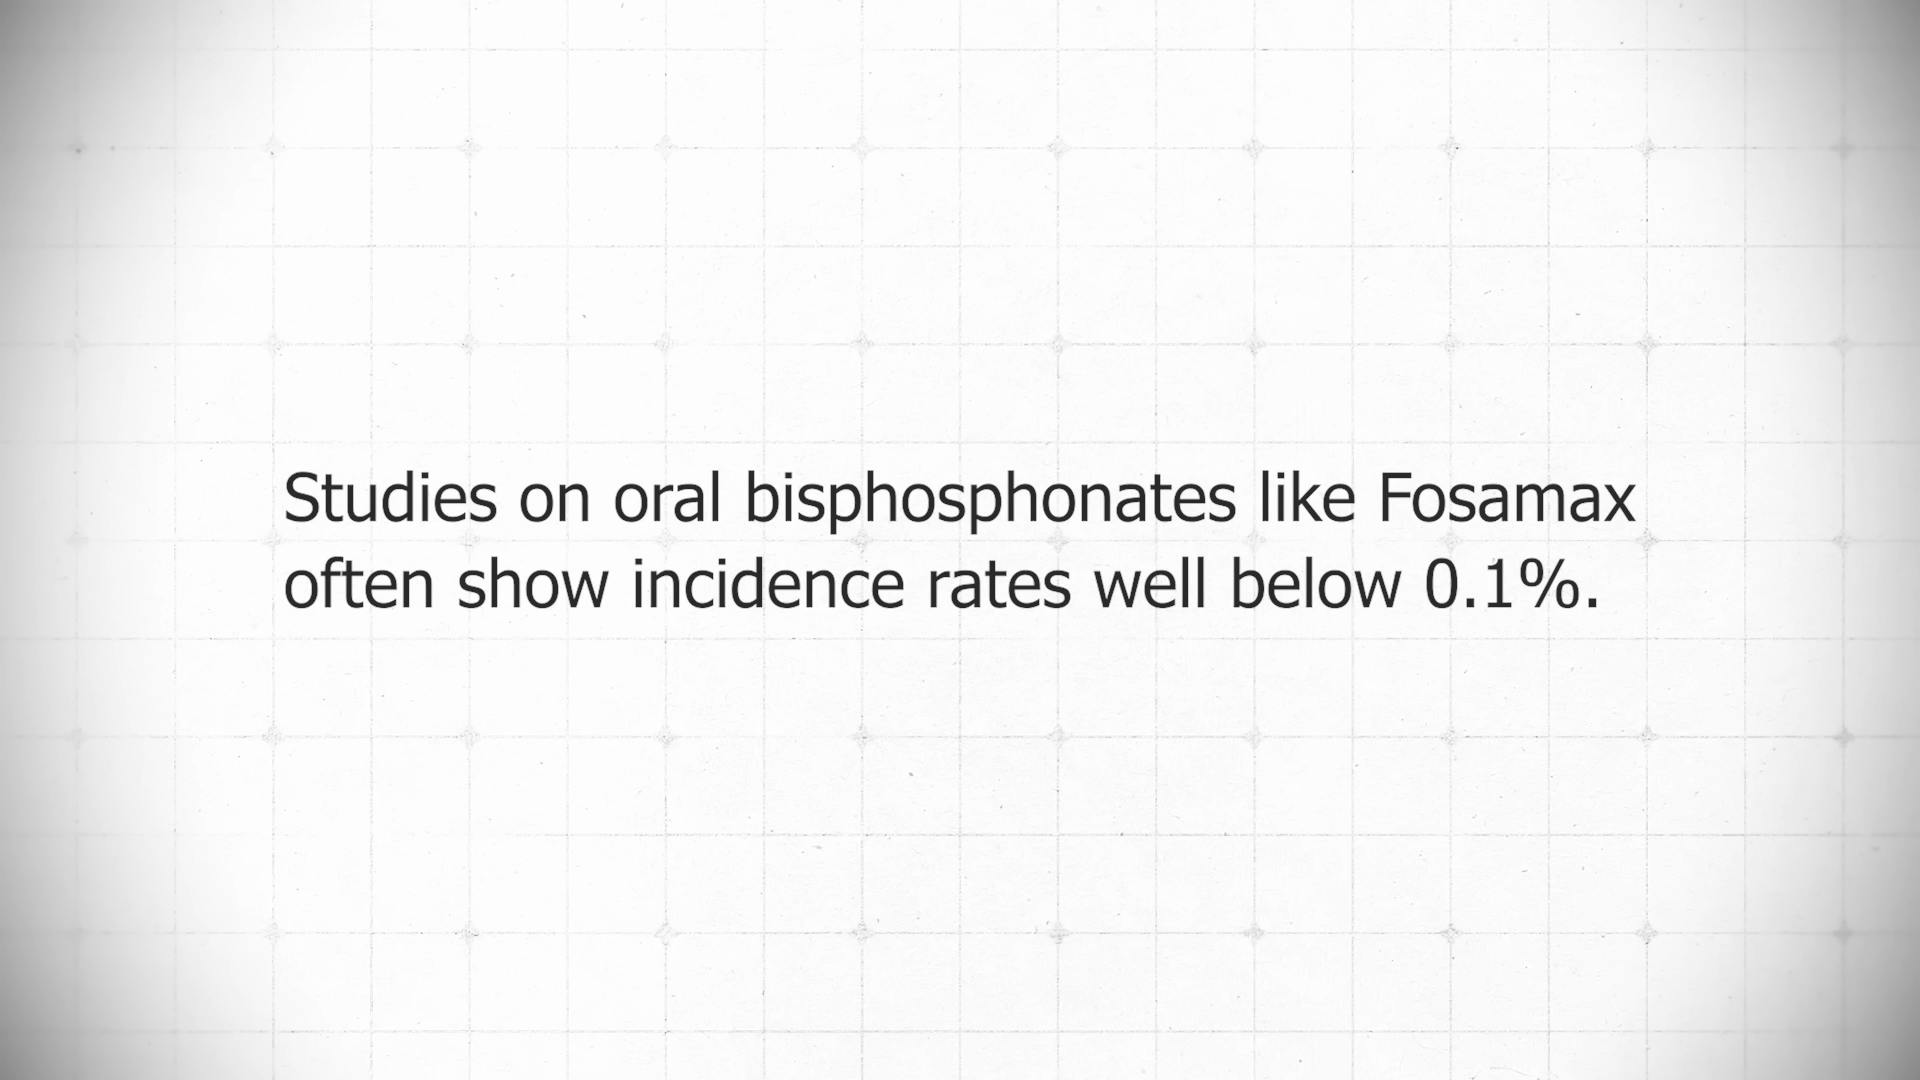 Studies on oral bisphosphonates like Fosamax
often show incidence rates well below 0.1%.